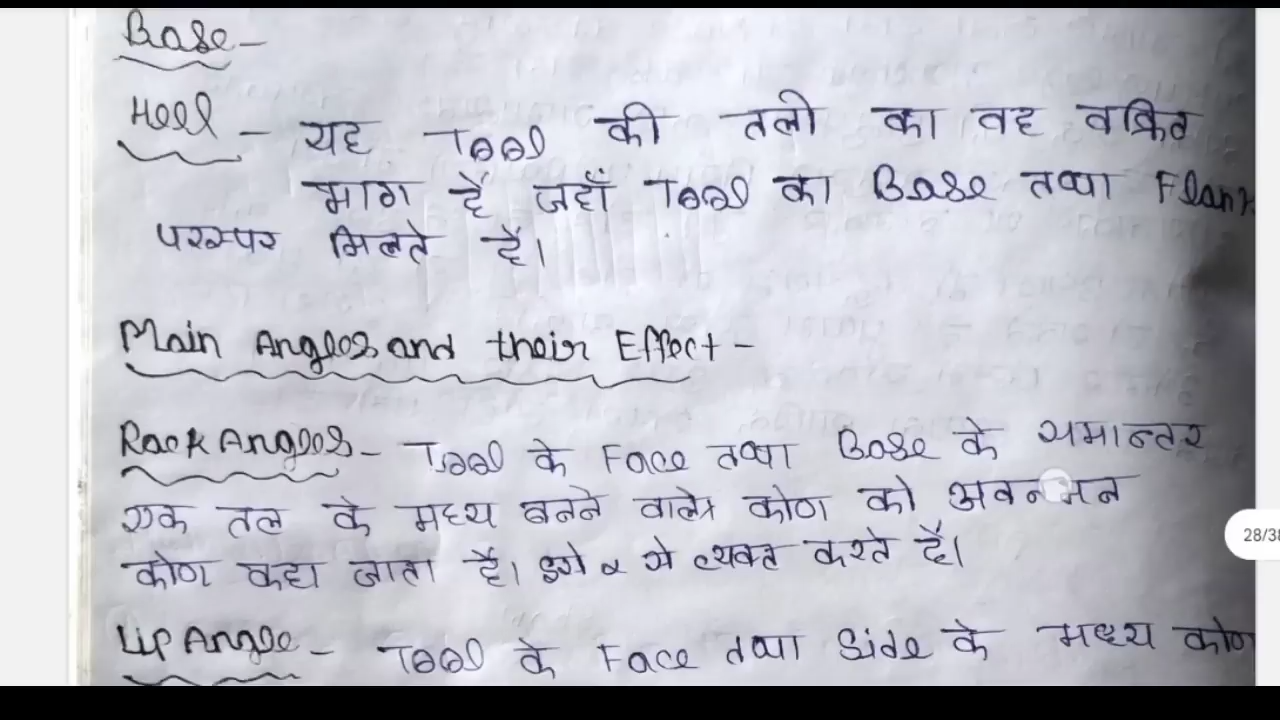 Base -
Heel - यह Tool की तली का वह वक्रित
भाग है जहाँ Tool का Base तथा Flank
परस्पर मिलते है।
Main Angles and their Effect -
Rack Angles - Tool के Face तथा Base के समान्तर
एक तल के मध्य बनने वाले कोण को अवनमन
कोण कहा जाता है। इसे α से व्यक्त करते है।
Lip Angle - Tool के Face तथा Side के मध्य कोण
28/38